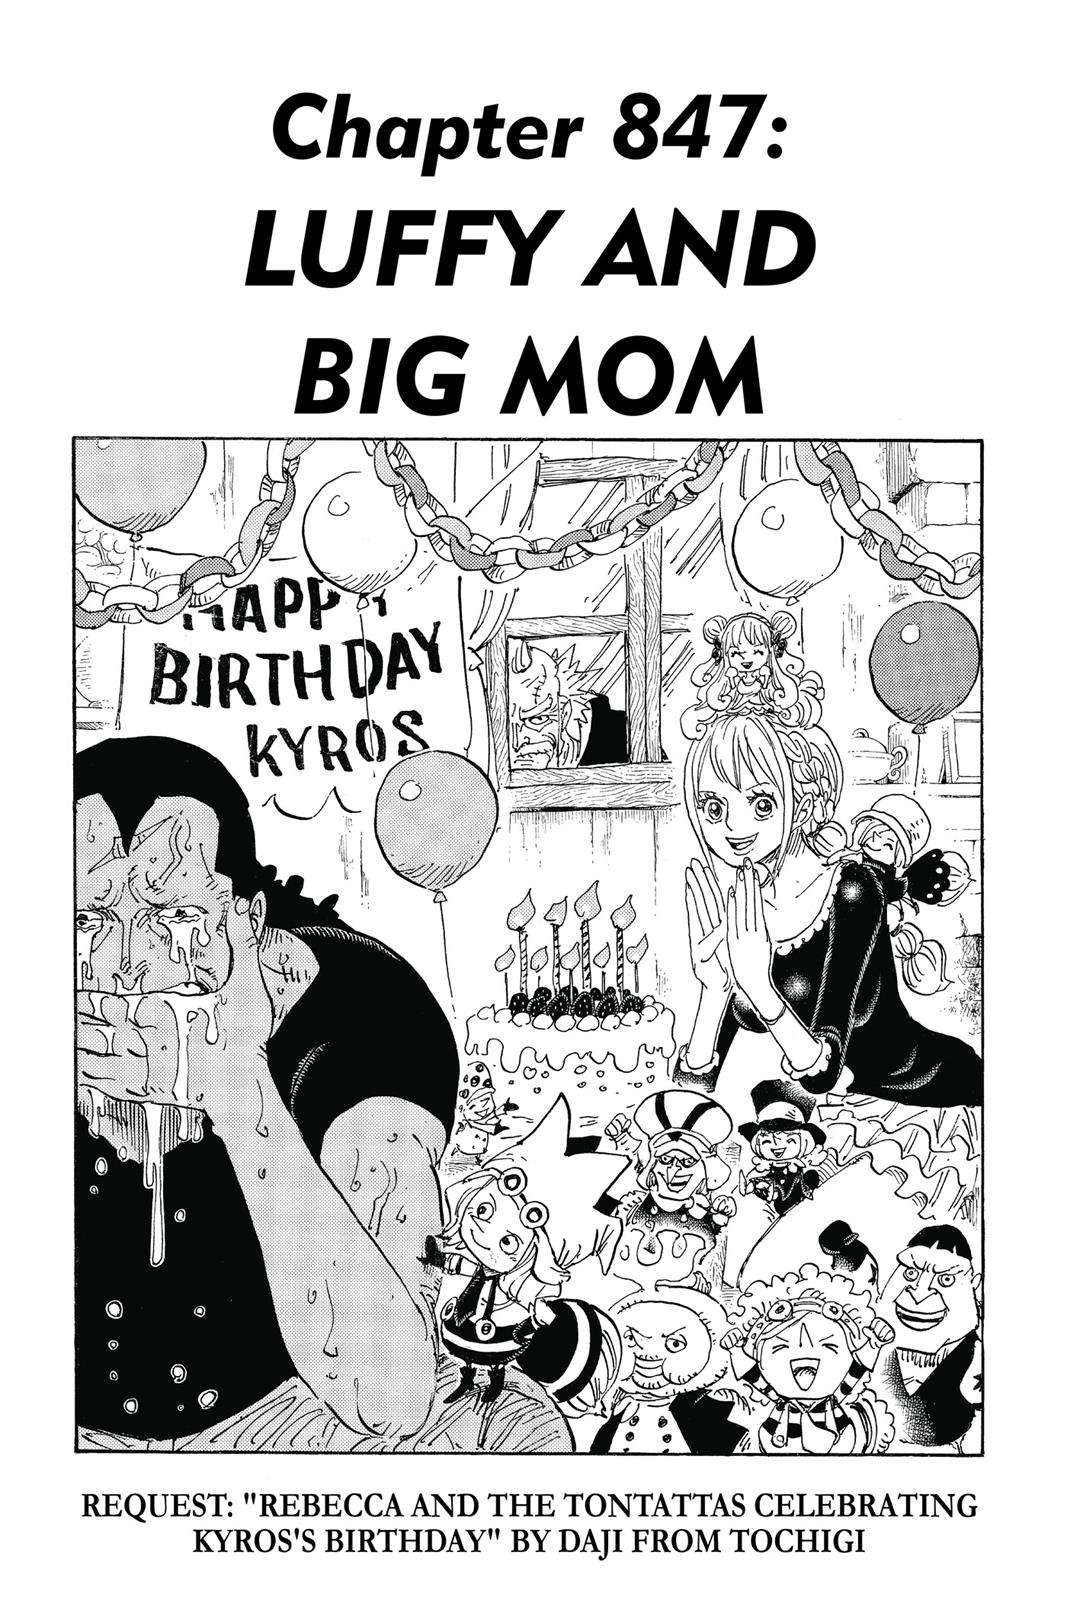 Chapter 847:
LUFFY AND
BIG MOM
HAPPY
BIRTHDAY
KYROS
REQUEST: "REBECCA AND THE TONTATTAS CELEBRATING
KYROS'S BIRTHDAY" BY DAJI FROM TOCHIGI